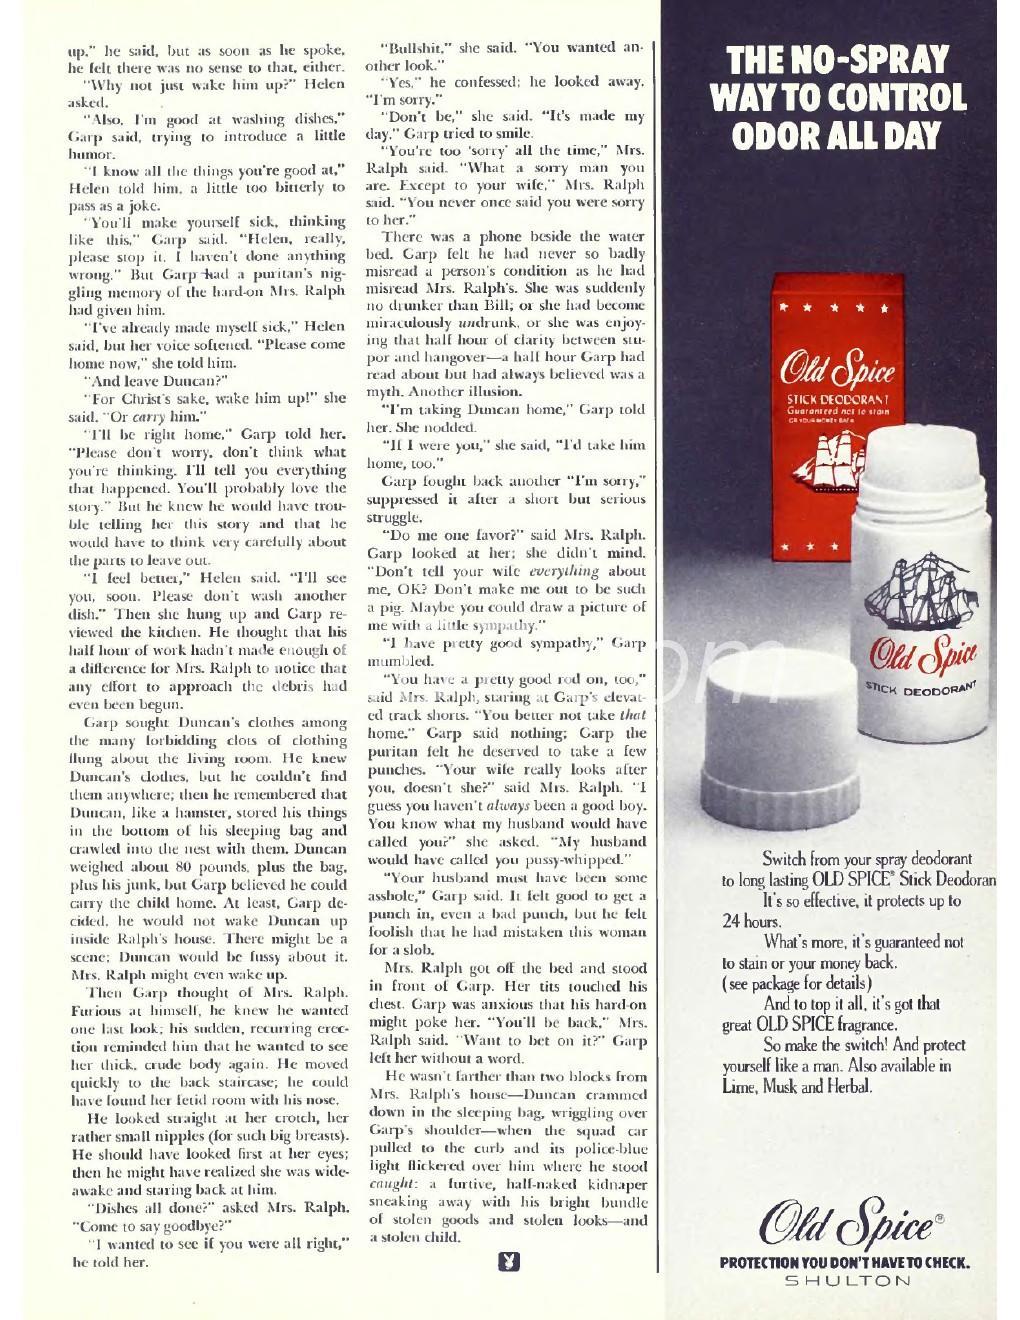 up," he said, but as soon as he spoke,
he felt there was no sense to that, either.
"Why not just wake him up?" Helen
asked.
"Also, I'm good at washing dishes,"
Garp said, trying to introduce a little
humor.
"I know all the things you're good at,"
Helen told him, a little too bitterly to
pass as a joke.
"You'll make yourself sick, thinking
like this," Garp said. "Helen, really,
please stop it. I haven't done anything
wrong." But Garp had a puritan's nig-
gling memory of the hard-on Mrs. Ralph
had given him.
"I've already made myself sick," Helen
said, but her voice softened. "Please come
home now," she told him.
"And leave Duncan?"
"For Christ's sake, wake him up!" she
said. "Or carry him."
"I'll be right home," Garp told her.
"Please don't worry, don't think what
you're thinking. I'll tell you everything
that happened. You'll probably love the
story." But he knew he would have trou-
ble telling her this story and that he
would have to think very carefully about
the parts to leave out.
"I feel better," Helen said. "I'll see
you, soon. Please don't wash another
dish." Then she hung up and Garp re-
viewed the kitchen. He thought that his
half hour of work hadn't made enough of
a difference for Mrs. Ralph to notice that
any effort to approach the debris had
even been begun.
Garp sought Duncan's clothes among
the many forbidding clots of clothing
flung about the living room. He knew
Duncan's clothes, but he couldn't find
them anywhere; then he remembered that
Duncan, like a hamster, stored his things
in the bottom of his sleeping bag and
crawled into the nest with them. Duncan
weighed about 80 pounds, plus the bag,
plus his junk, but Garp believed he could
carry the child home. At least, Garp de-
cided, he would not wake Duncan up
inside Ralph's house. There might be a
scene; Duncan would be fussy about it.
Mrs. Ralph might even wake up.
Then Garp thought of Mrs. Ralph.
Furious at himself, he knew he wanted
one last look; his sudden, recurring erec-
tion reminded him that he wanted to see
her thick, crude body again. He moved
quickly to the back staircase; he could
have found her fetid room with his nose.
He looked straight at her crotch, her
rather small nipples (for such big breasts).
He should have looked first at her eyes;
then he might have realized she was wide-
awake and staring back at him.
"Dishes all done?" asked Mrs. Ralph.
"Come to say goodbye?"
"I wanted to see if you were all right,"
he told her.
"Bullshit," she said. "You wanted an-
other look."
"Yes," he confessed; he looked away.
"I'm sorry."
"Don't be," she said. "It's made my
day." Garp tried to smile.
"You're too 'sorry' all the time," Mrs.
Ralph said. "What a sorry man you
are. Except to your wife," Mrs. Ralph
said. "You never once said you were sorry
to her."
There was a phone beside the water
bed. Garp felt he had never so badly
misread a person's condition as he had
misread Mrs. Ralph's. She was suddenly
no drunker than Bill; or she had become
miraculously undrunk, or she was enjoy-
ing that half hour of clarity between stu-
por and hangover—a half hour Garp had
read about but had always believed was a
myth. Another illusion.
"I'm taking Duncan home," Garp told
her. She nodded.
"If I were you," she said, "I'd take him
home, too."
Garp fought back another "I'm sorry,"
suppressed it after a short but serious
struggle.
"Do me one favor?" said Mrs. Ralph.
Garp looked at her; she didn't mind.
"Don't tell your wife everything about
me, OK? Don't make me out to be such
a pig. Maybe you could draw a picture of
me with a little sympathy."
"I have pretty good sympathy," Garp
mumbled.
"You have a pretty good rod on, too,"
said Mrs. Ralph, staring at Garp's elevat-
ed track shorts. "You better not take that
home." Garp said nothing; Garp the
puritan felt he deserved to take a few
punches. "Your wife really looks after
you, doesn't she?" said Mrs. Ralph. "I
guess you haven't always been a good boy.
You know what my husband would have
called you?" she asked. "My husband
would have called you pussy-whipped."
"Your husband must have been some
asshole," Garp said. It felt good to get a
punch in, even a bad punch, but he felt
foolish that he had mistaken this woman
for a slob.
Mrs. Ralph got off the bed and stood
in front of Garp. Her tits touched his
chest. Garp was anxious that his hard-on
might poke her. "You'll be back," Mrs.
Ralph said. "Want to bet on it?" Garp
left her without a word.
He wasn't farther than two blocks from
Mrs. Ralph's house—Duncan crammed
down in the sleeping bag, wriggling over
Garp's shoulder—when the squad car
pulled to the curb and its police-blue
light flickered over him where he stood
caught: a furtive, half-naked kidnaper
sneaking away with his bright bundle
of stolen goods and stolen looks—and
a stolen child.
THE NO-SPRAY
WAY TO CONTROL
ODOR ALL DAY
Old Spice
STICK DEODORANT
Guaranteed not to stain
OR YOUR MONEY BACK
Old Spice
STICK DEODORANT
om
Switch from your spray deodorant
to long lasting OLD SPICE® Stick Deodoran
It's so effective, it protects up to
24 hours.
What's more, it's guaranteed not
to stain or your money back.
(see package for details)
And to top it all, it's got that
great OLD SPICE fragrance.
So make the switch! And protect
yourself like a man. Also available in
Lime, Musk and Herbal.
Old Spice®
PROTECTION YOU DON'T HAVE TO CHECK.
SHULTON